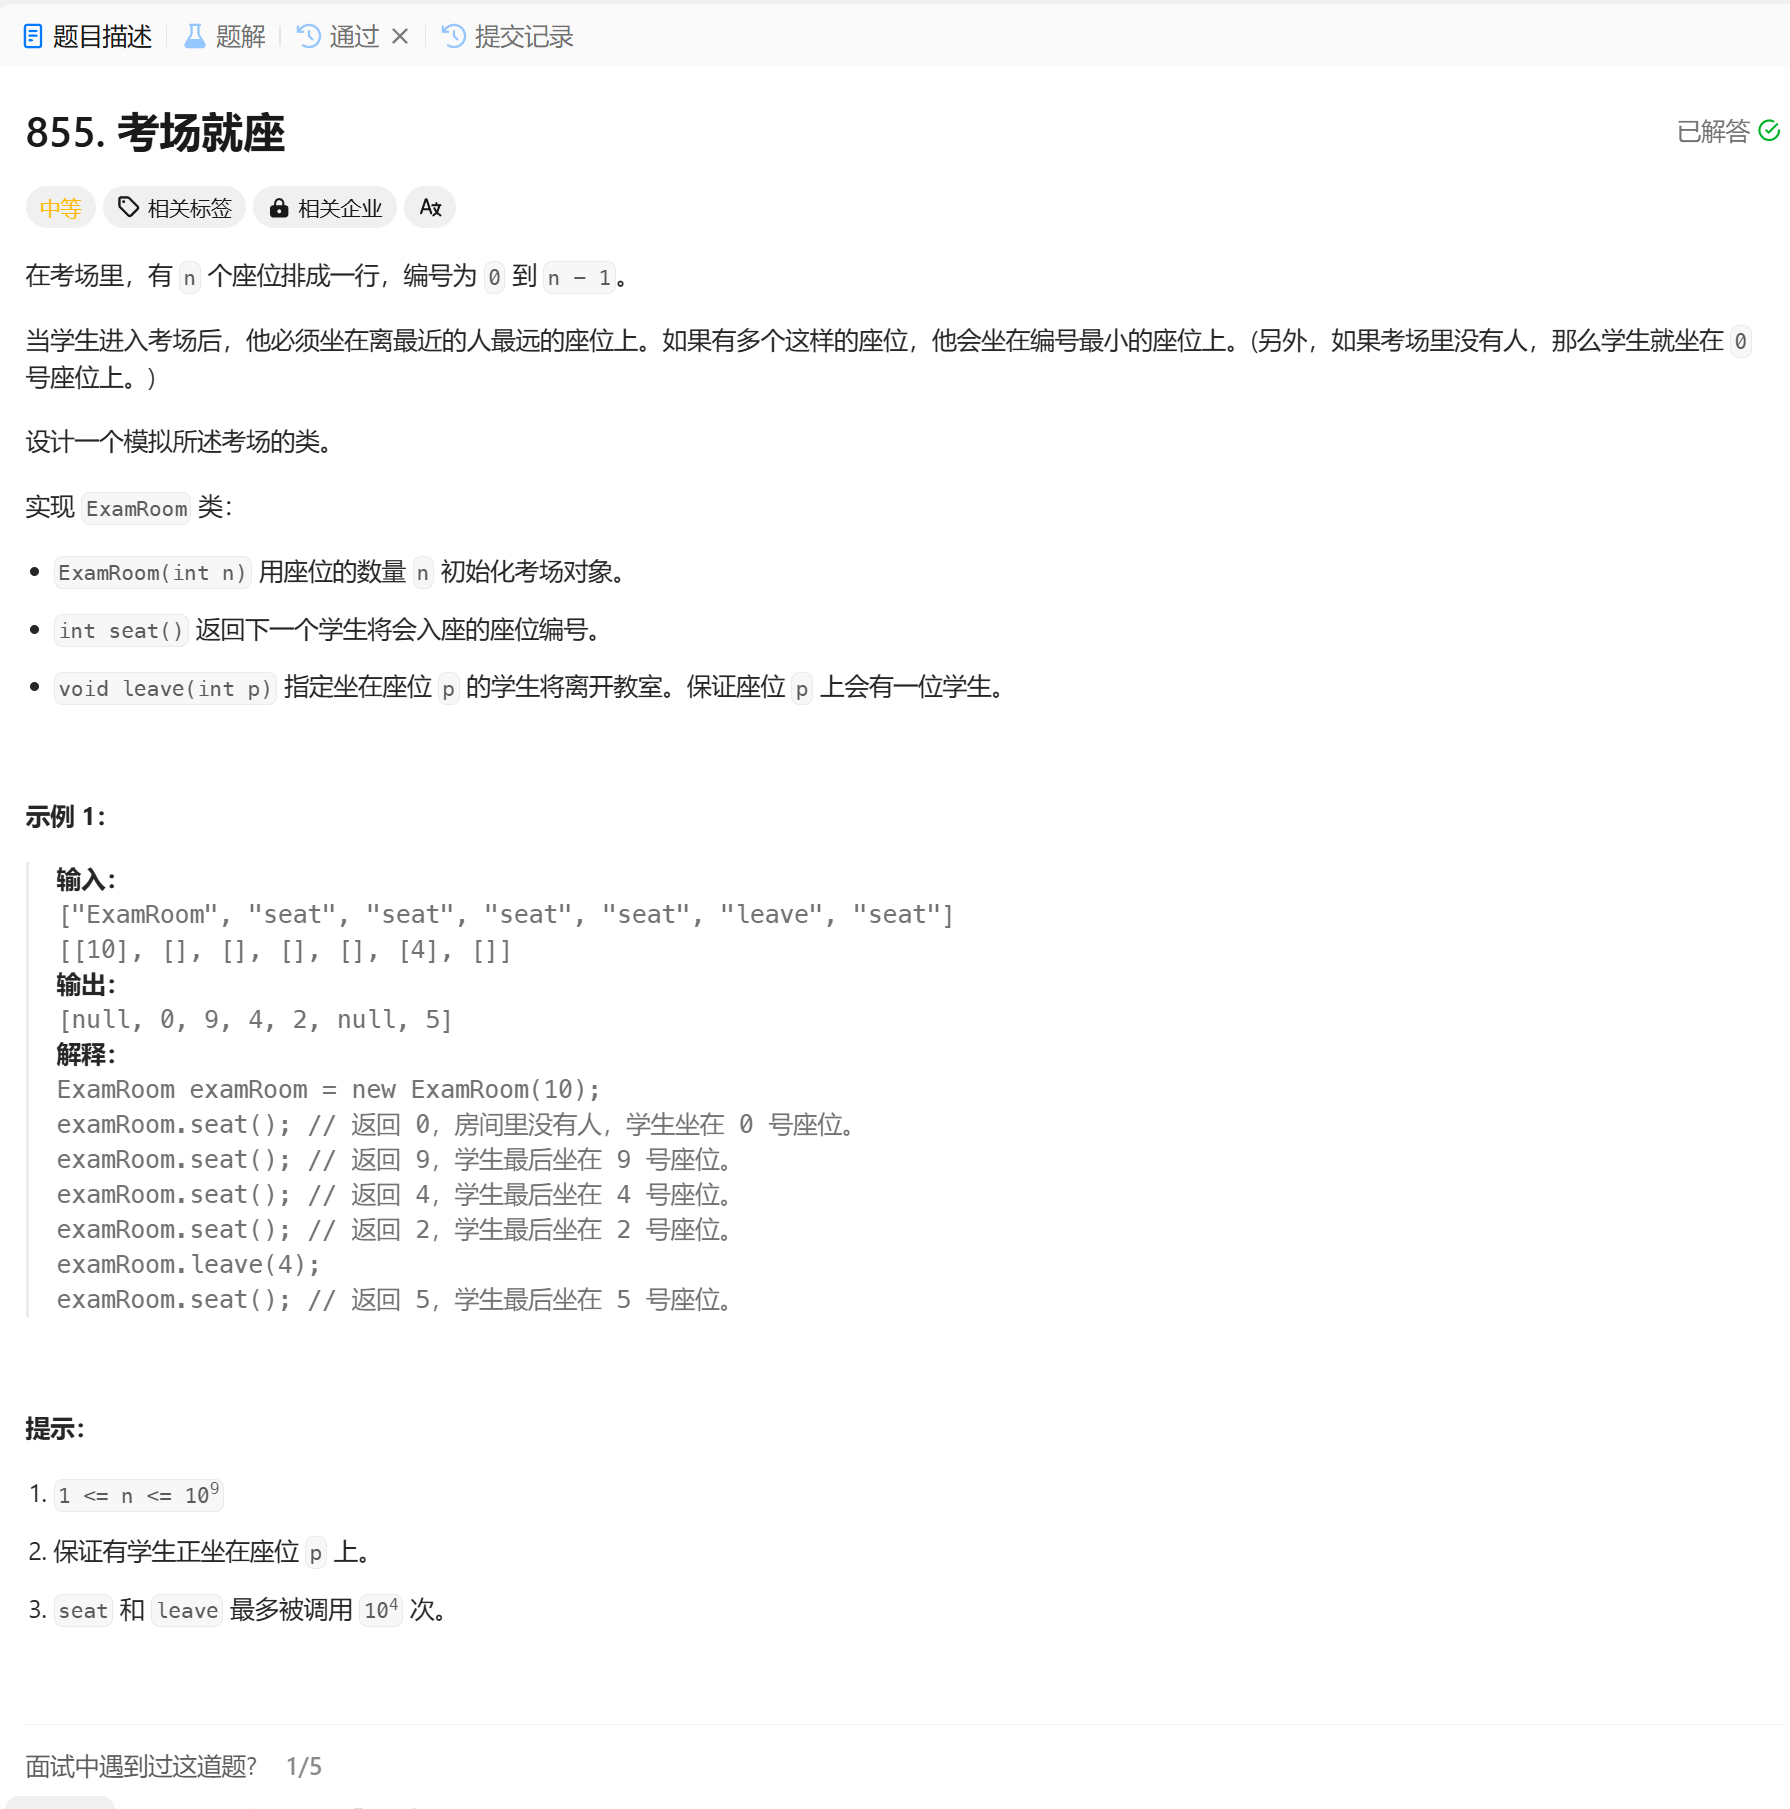 题目描述 题解 通过 提交记录
855. 考场就座
已解答
中等 相关标签 相关企业
在考场里，有 n 个座位排成一行，编号为 0 到 n - 1。
当学生进入考场后，他必须坐在离最近的人最远的座位上。如果有多个这样的座位，他会坐在编号最小的座位上。(另外，如果考场里没有人，那么学生就坐在 0
号座位上。)
设计一个模拟所述考场的类。
实现 ExamRoom 类：
• ExamRoom(int n) 用座位的数量 n 初始化考场对象。
• int seat() 返回下一个学生将会入座的座位编号。
• void leave(int p) 指定坐在座位 p 的学生将离开教室。保证座位 p 上会有一位学生。
示例 1：
输入：
["ExamRoom", "seat", "seat", "seat", "seat", "leave", "seat"]
[[10], [], [], [], [], [4], []]
输出：
[null, 0, 9, 4, 2, null, 5]
解释：
ExamRoom examRoom = new ExamRoom(10);
examRoom.seat(); // 返回 0，房间里没有人，学生坐在 0 号座位。
examRoom.seat(); // 返回 9，学生最后坐在 9 号座位。
examRoom.seat(); // 返回 4，学生最后坐在 4 号座位。
examRoom.seat(); // 返回 2，学生最后坐在 2 号座位。
examRoom.leave(4);
examRoom.seat(); // 返回 5，学生最后坐在 5 号座位。
提示：
1. 1 <= n <= 10⁹
2. 保证有学生正坐在座位 p 上。
3. seat 和 leave 最多被调用 10⁴ 次。
面试中遇到过这道题? 1/5